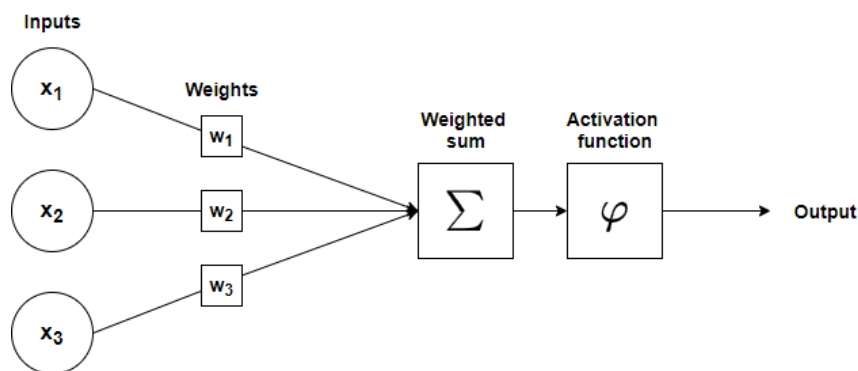 Inputs
x₁
Weights
w₁
Weighted
sum
Activation
function
x₂
w₂
∑
φ
Output
w₃
x₃